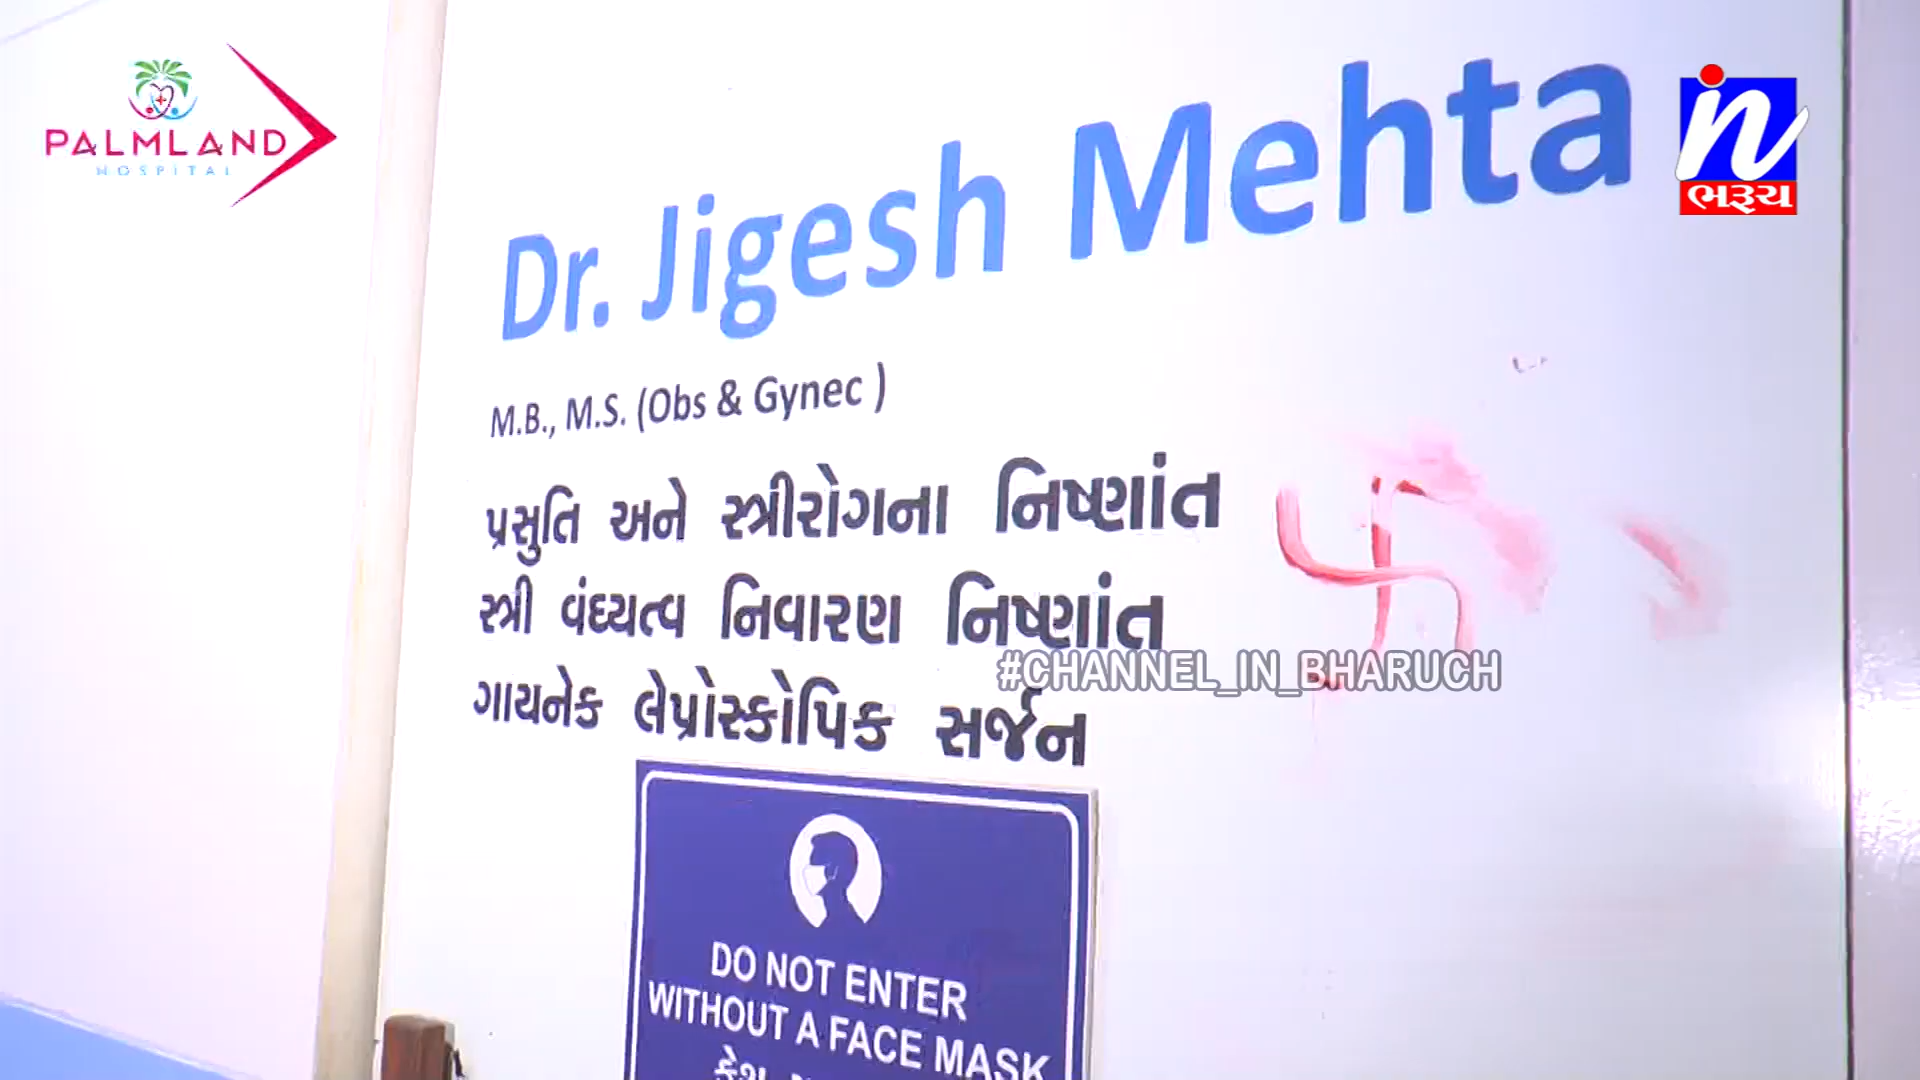 PALMLAND
HOSPITAL
in
ભરૂચ
Dr. Jigesh Mehta
M.B., M.S. (Obs & Gynec )
પ્રસુતિ અને સ્ત્રીરોગના નિષ્ણાંત
સ્ત્રી વંધ્યત્વ નિવારણ નિષ્ણાંત
ગાયનેક લેપ્રોસ્કોપિક સર્જન
#CHANNEL_IN_BHARUCH
DO NOT ENTER
WITHOUT A FACE MASK